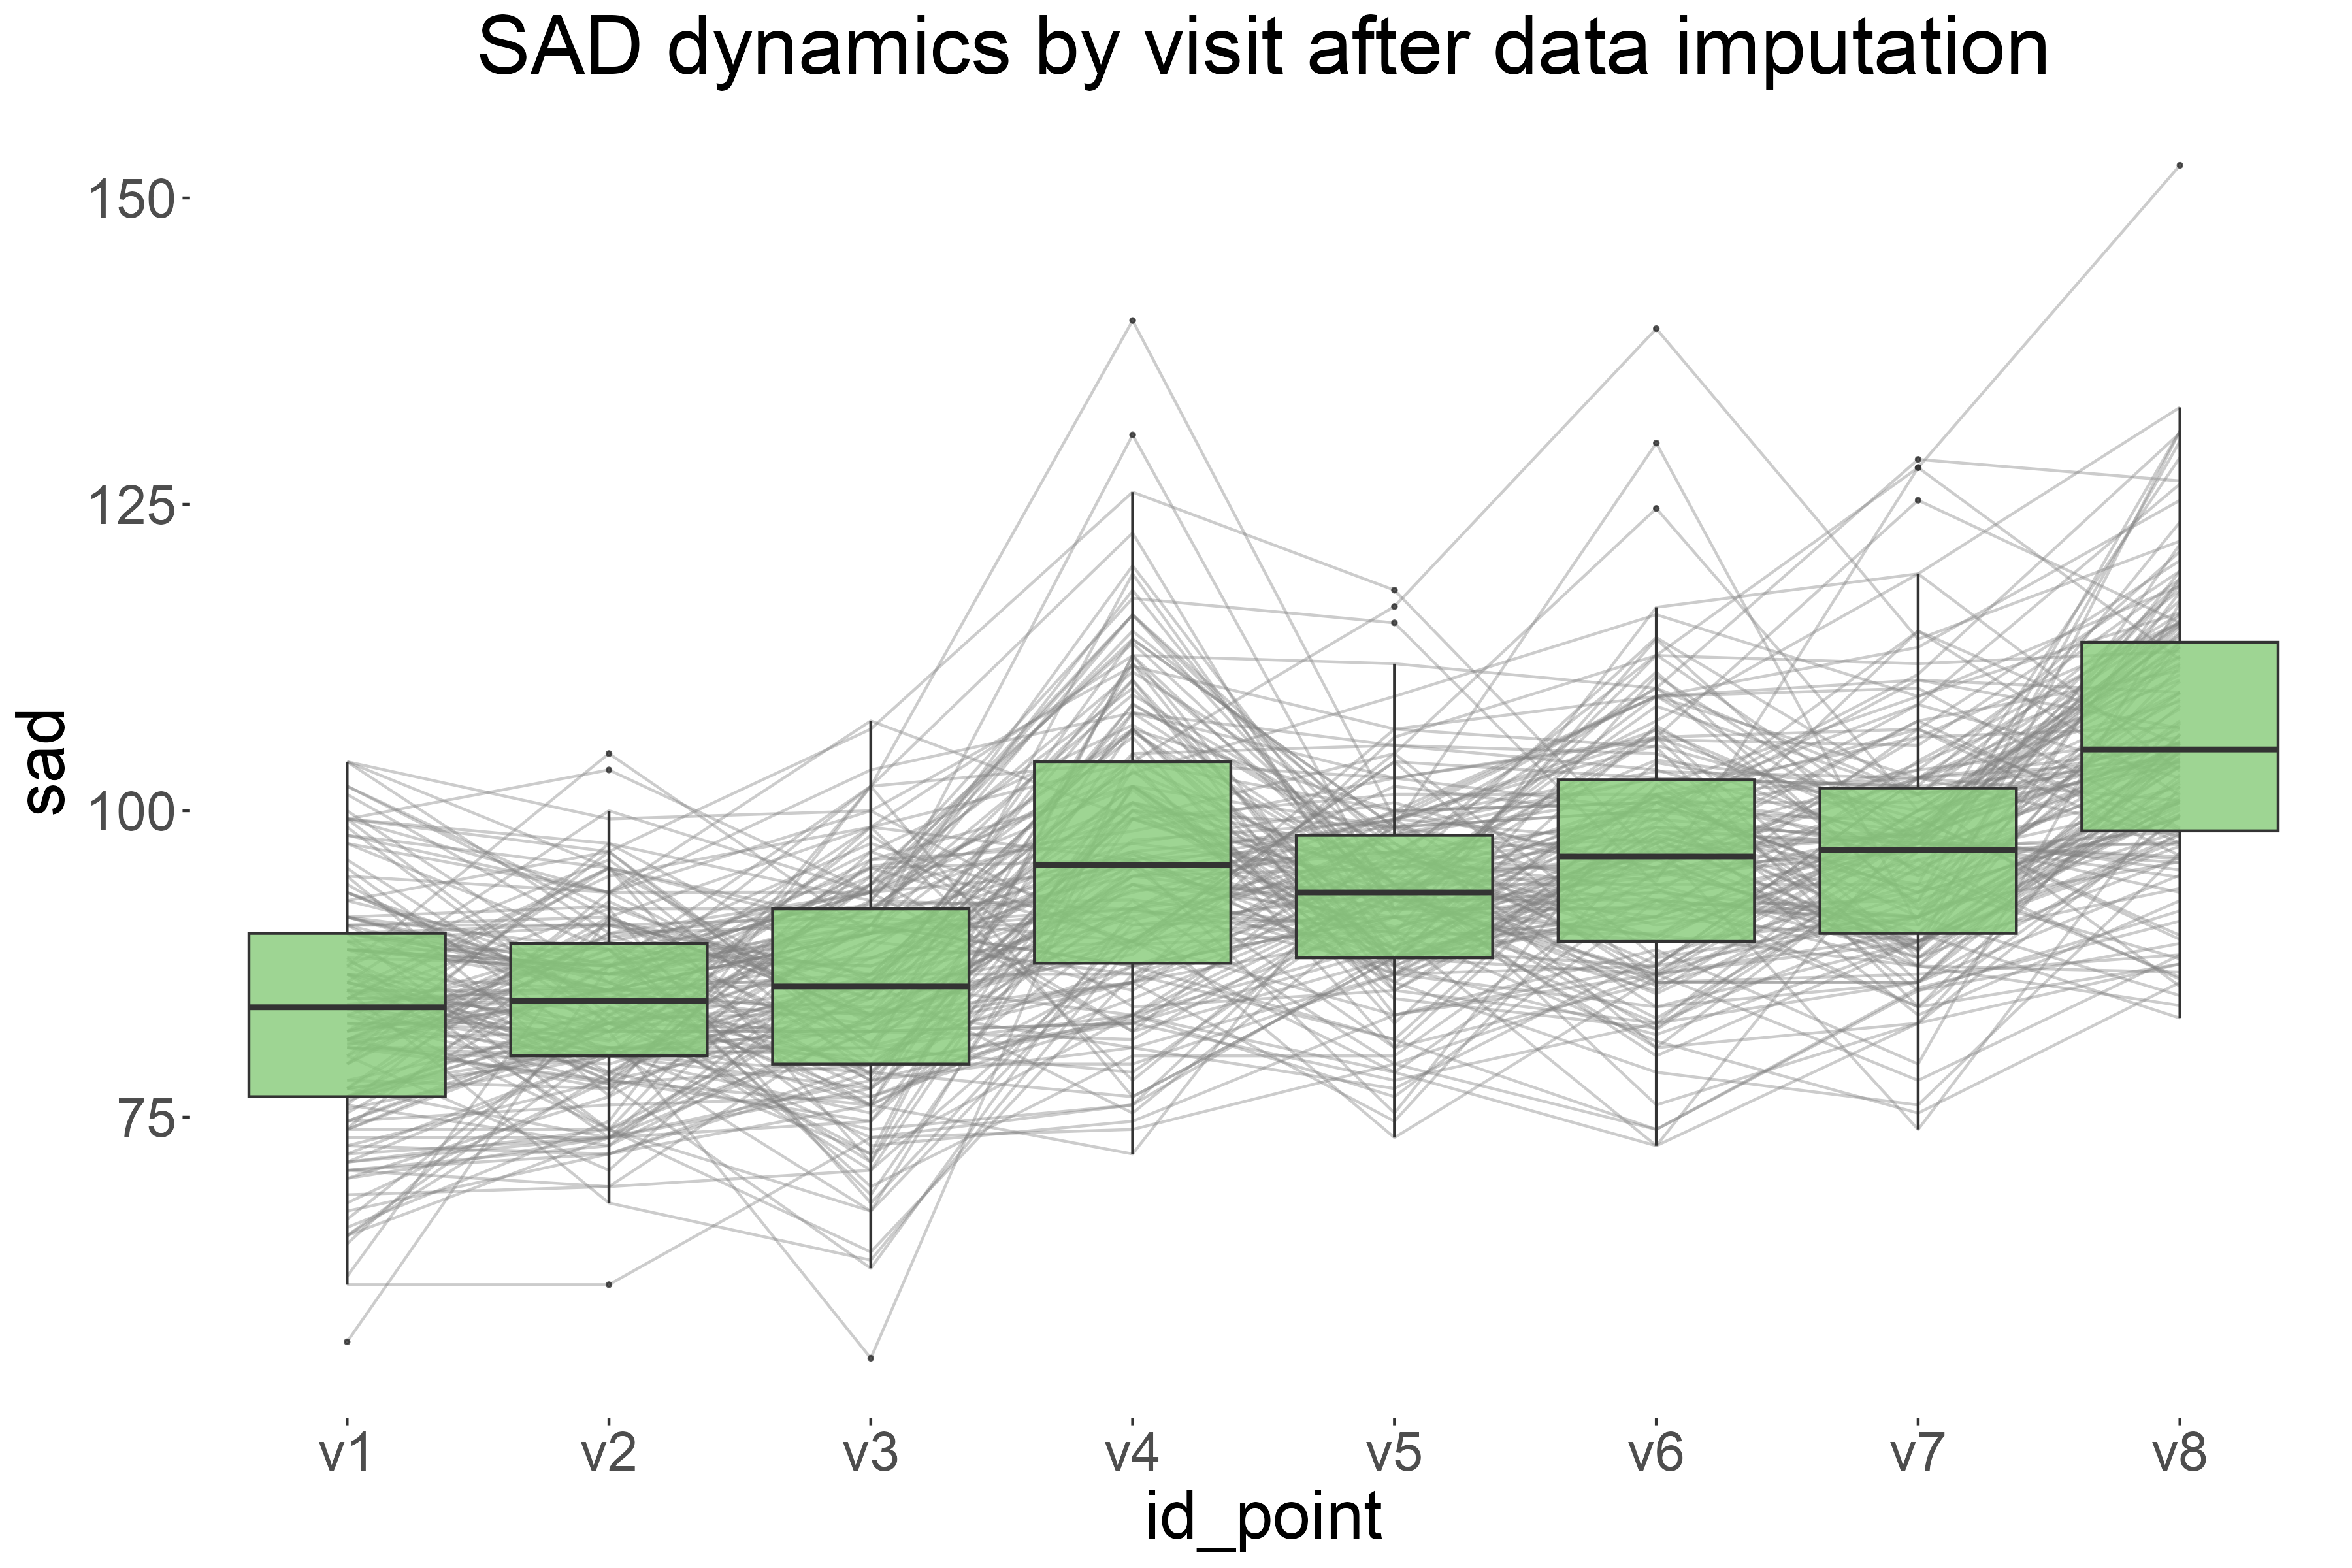 SAD dynamics by visit after data imputation
150
125
100
75
sad
v1 v2 v3 v4 v5 v6 v7 v8
id_point